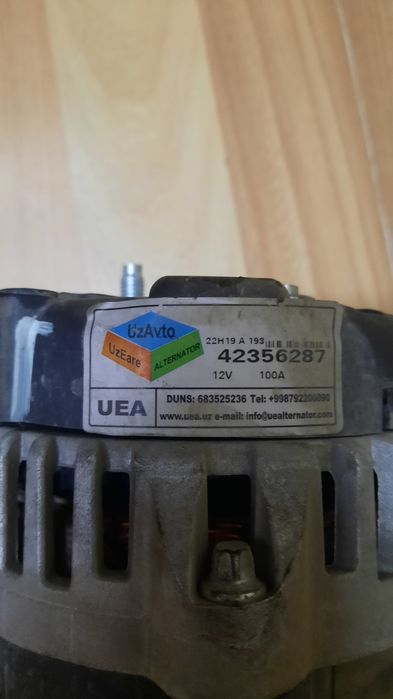 UzAvto
UzEare
ALTERNATOR
22H19 A 193
42356287
12V 100A
UEA
DUNS: 683525236 Tel: +998792200090
www.uea.uz e-mail: info@uealternator.com